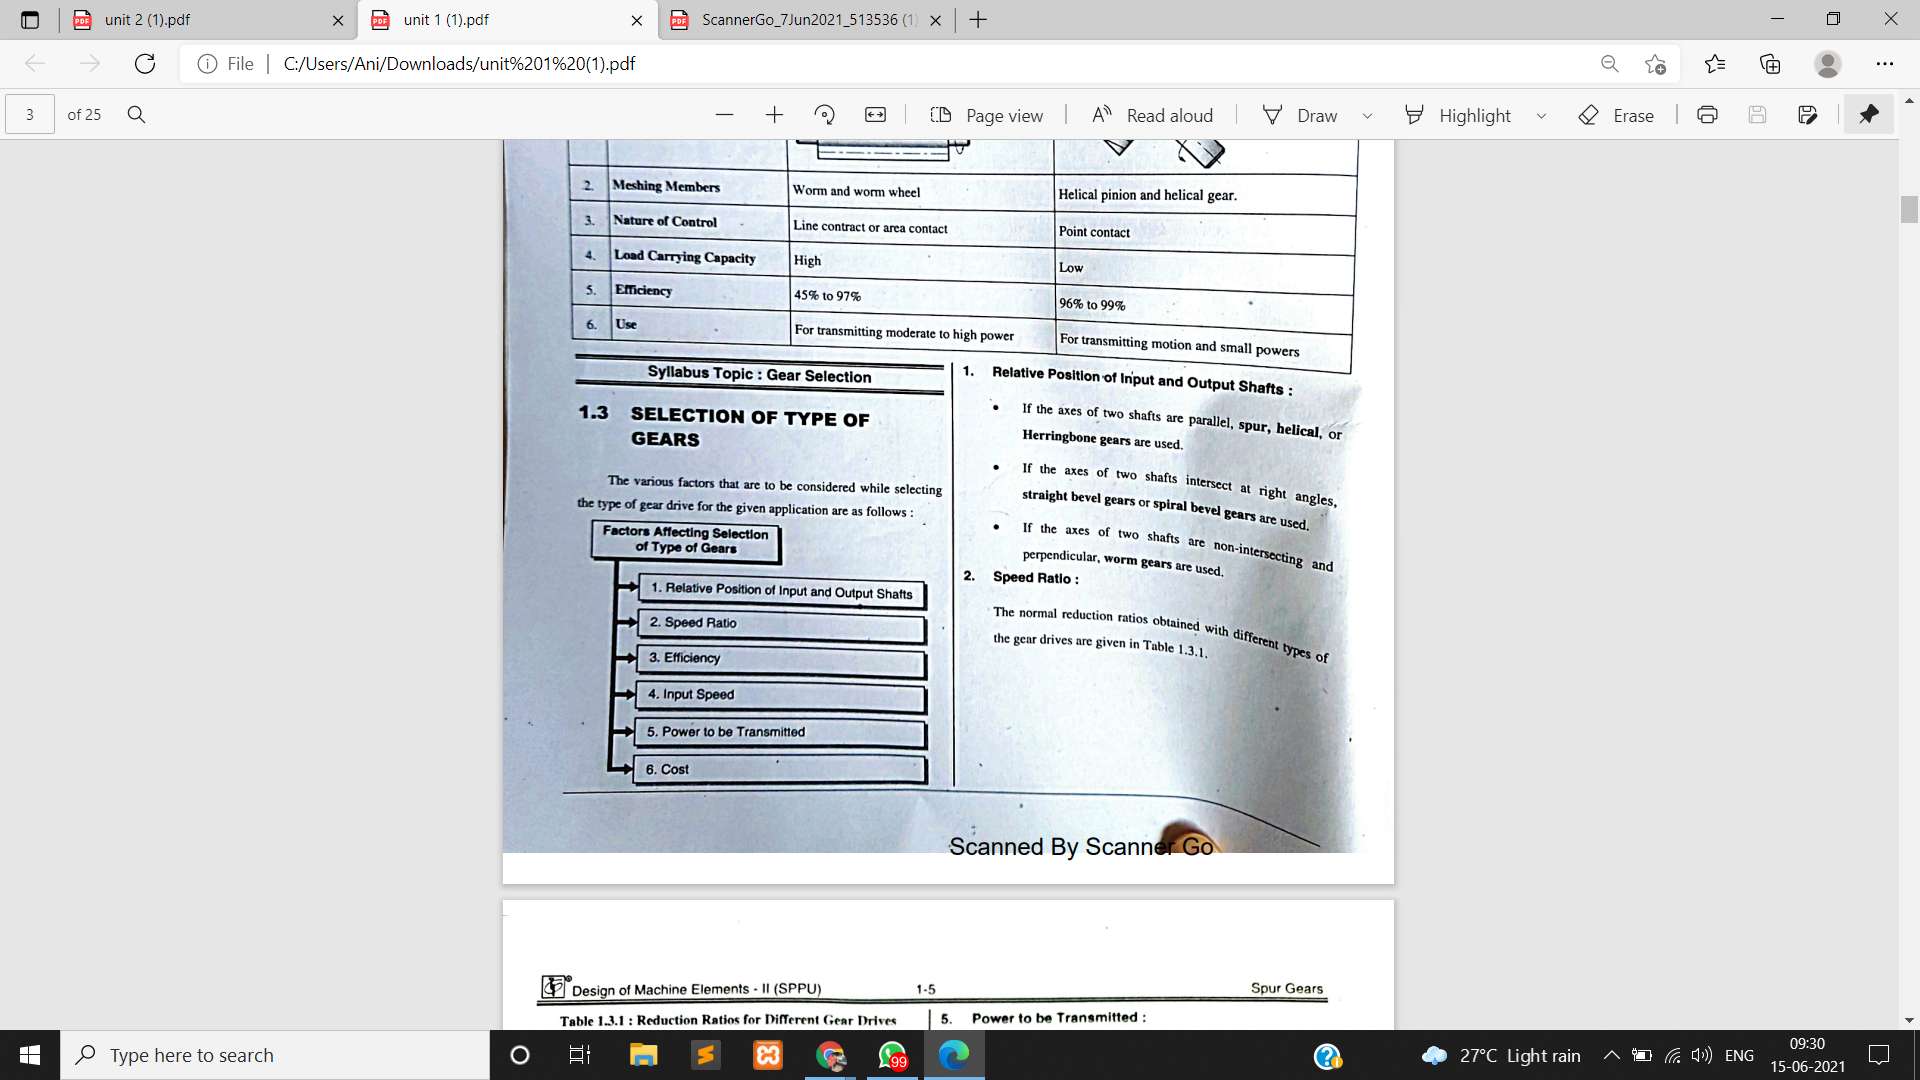 unit 2 (1).pdf
unit 1 (1).pdf
ScannerGo_7Jun2021_513536 (1)
File
C:/Users/Ani/Downloads/unit%201%20(1).pdf
3 of 25
Page view
Read aloud
Draw
Highlight
Erase
2. Meshing Members Worm and worm wheel Helical pinion and helical gear.
3. Nature of Control Line contract or area contact Point contact
4. Load Carrying Capacity High Low
5. Efficiency 45% to 97% 96% to 99%
6. Use For transmitting moderate to high power For transmitting motion and small powers
Syllabus Topic : Gear Selection
1.3 SELECTION OF TYPE OF
GEARS
The various factors that are to be considered while selecting
the type of gear drive for the given application are as follows :
Factors Affecting Selection
of Type of Gears
1. Relative Position of Input and Output Shafts
2. Speed Ratio
3. Efficiency
4. Input Speed
5. Power to be Transmitted
6. Cost
1. Relative Position of Input and Output Shafts :
• If the axes of two shafts are parallel, spur, helical, or
Herringbone gears are used.
• If the axes of two shafts intersect at right angles,
straight bevel gears or spiral bevel gears are used.
• If the axes of two shafts are non-intersecting and
perpendicular, worm gears are used.
2. Speed Ratio :
The normal reduction ratios obtained with different types of
the gear drives are given in Table 1.3.1.
Scanned By Scanner Go
Design of Machine Elements - II (SPPU) 1-5 Spur Gears
Table 1.3.1 : Reduction Ratios for Different Gear Drives
5. Power to be Transmitted :
Type here to search
99
27°C Light rain
ENG
09:30
15-06-2021